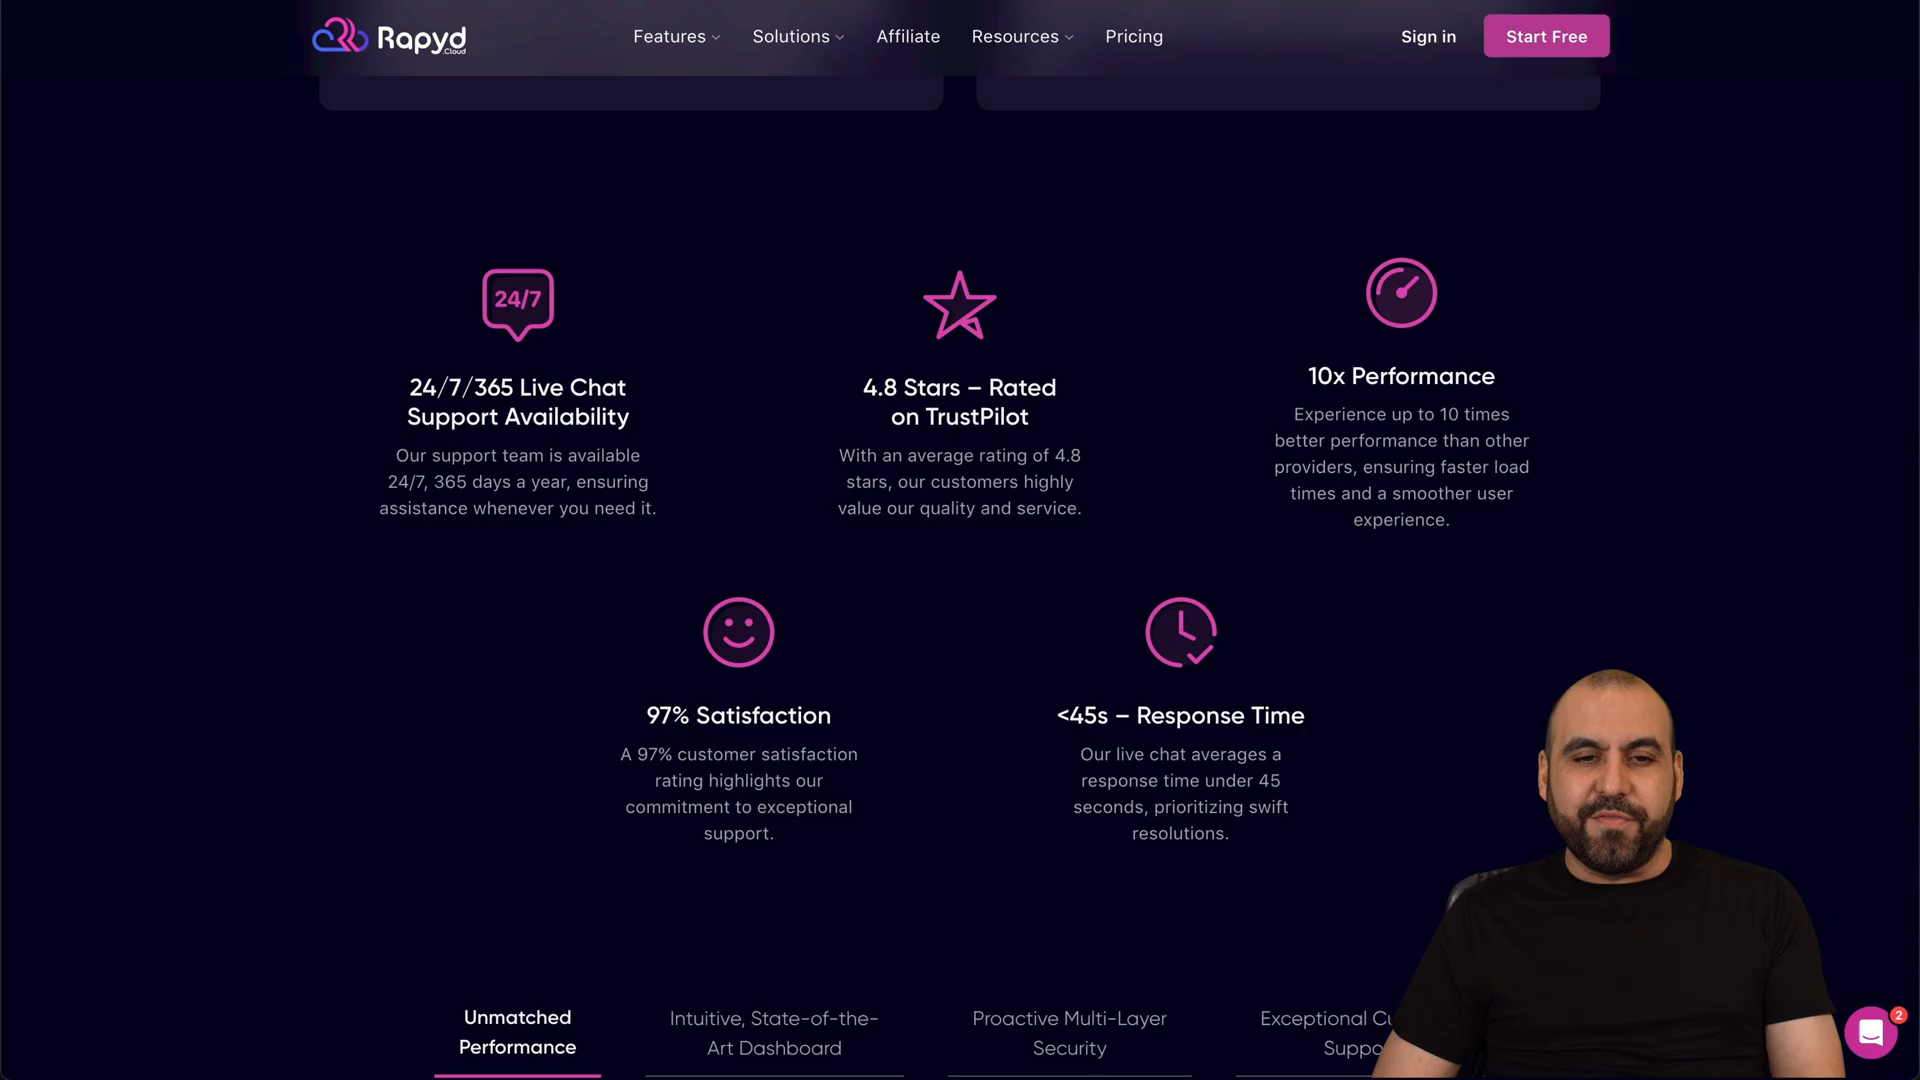 Rapyd
.Cloud
Features
Solutions
Affiliate
Resources
Pricing
Sign in
Start Free
24/7
24/7/365 Live Chat
Support Availability
Our support team is available
24/7, 365 days a year, ensuring
assistance whenever you need it.
4.8 Stars – Rated
on TrustPilot
With an average rating of 4.8
stars, our customers highly
value our quality and service.
10x Performance
Experience up to 10 times
better performance than other
providers, ensuring faster load
times and a smoother user
experience.
97% Satisfaction
A 97% customer satisfaction
rating highlights our
commitment to exceptional
support.
<45s – Response Time
Our live chat averages a
response time under 45
seconds, prioritizing swift
resolutions.
Unmatched
Performance
Intuitive, State-of-the-
Art Dashboard
Proactive Multi-Layer
Security
Exceptional
2